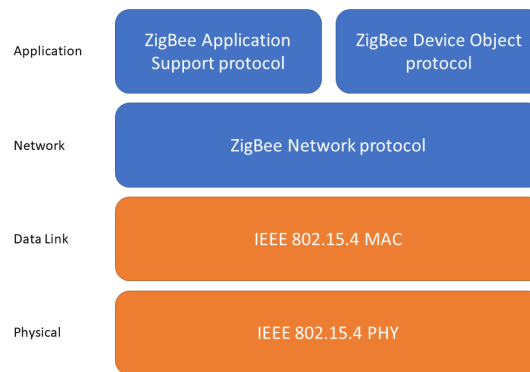 Application
ZigBee Application
Support protocol
ZigBee Device Object
protocol
Network
ZigBee Network protocol
Data Link
IEEE 802.15.4 MAC
Physical
IEEE 802.15.4 PHY